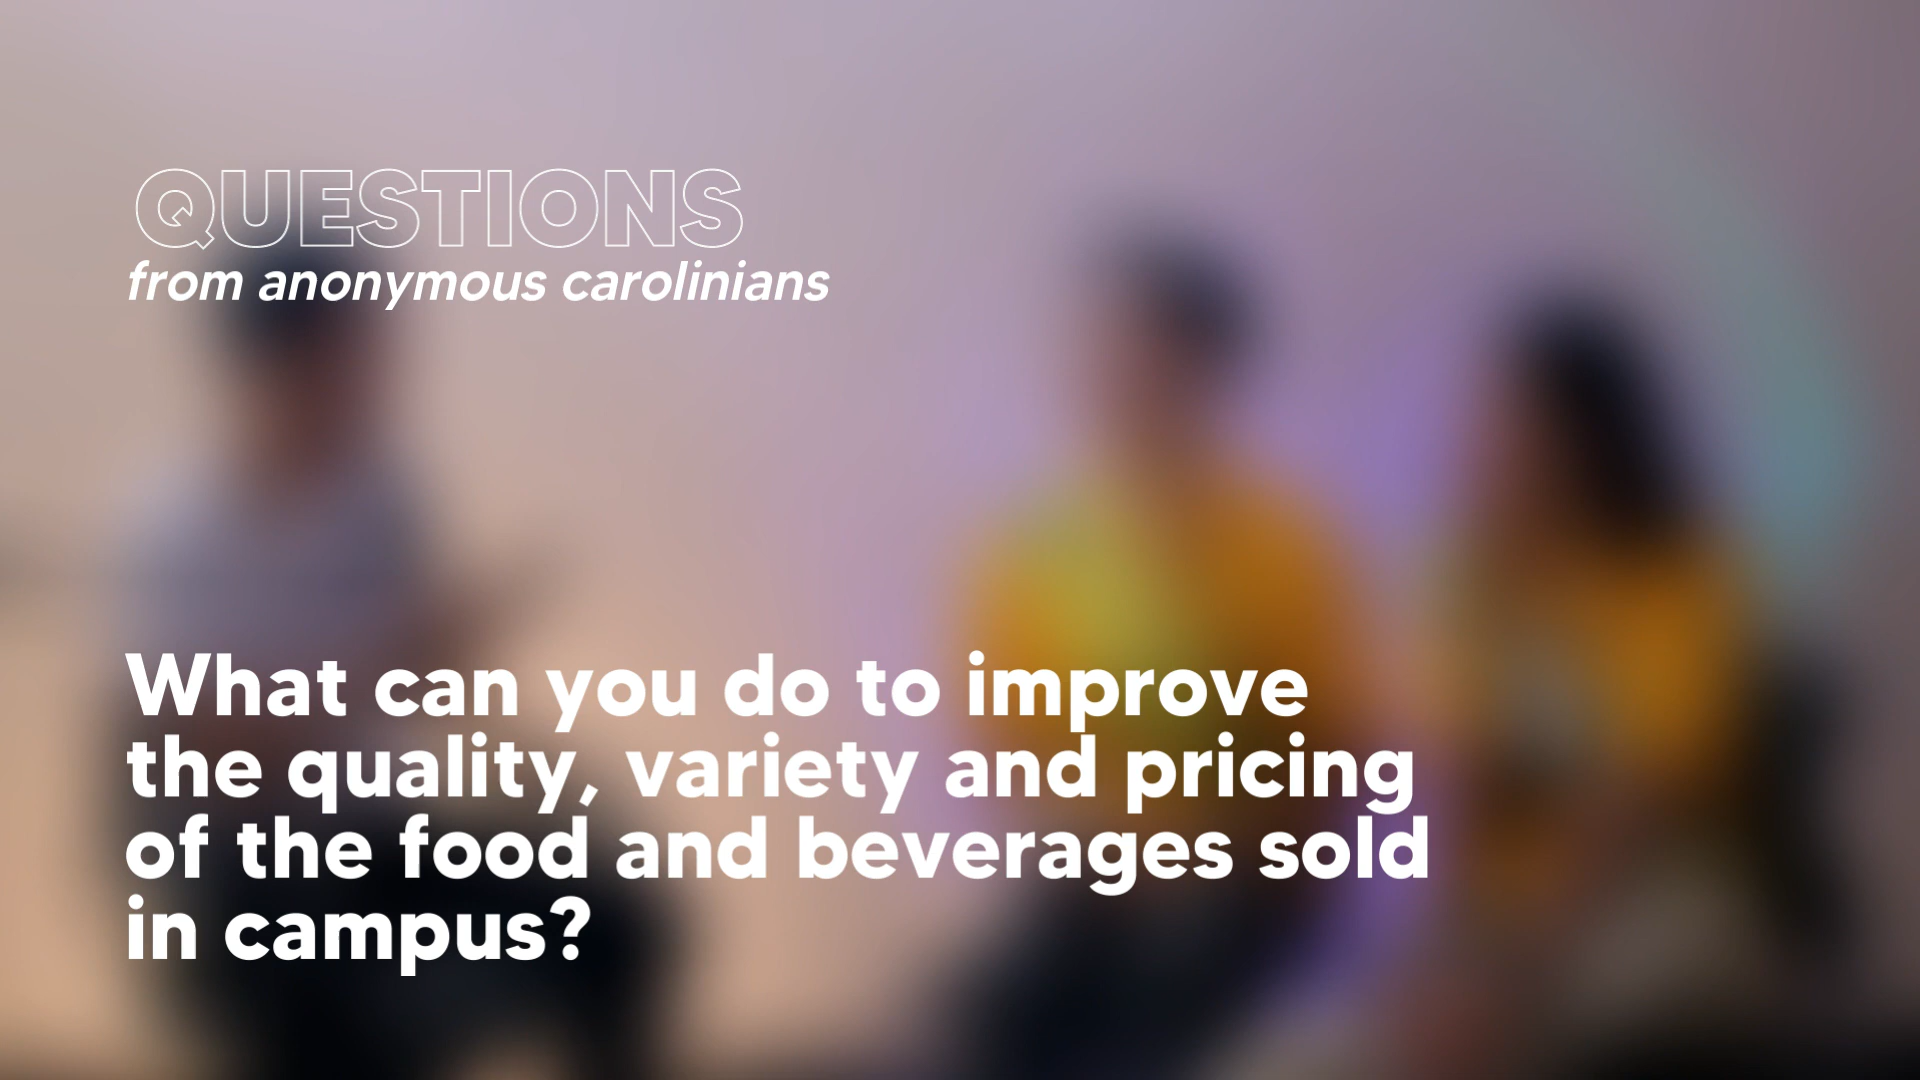 QUESTIONS
from anonymous carolinians
What can you do to improve
the quality, variety and pricing
of the food and beverages sold
in campus?